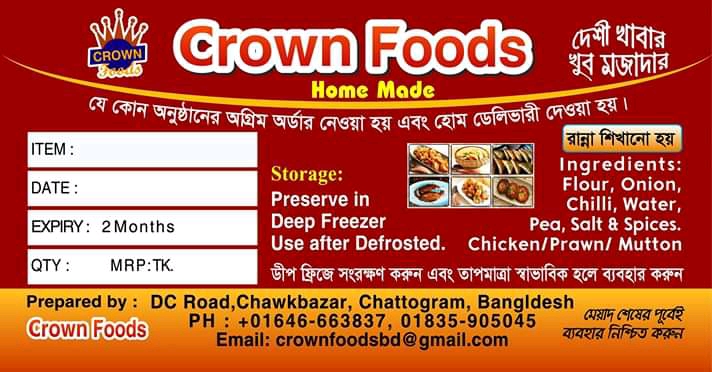 CROWN
Foods
Crown Foods
Home Made
দেশী খাবার
খুব মজাদার
যে কোন অনুষ্ঠানের অগ্রিম অর্ডার নেওয়া হয় এবং হোম ডেলিভারী দেওয়া হয়।
ITEM :
DATE :
EXPIRY : 2 Months
QTY : MRP:TK.
Storage:
Preserve in
Deep Freezer
Use after Defrosted.
রান্না শিখানো হয়
Ingredients:
Flour, Onion,
Chilli, Water,
Pea, Salt & Spices.
Chicken/Prawn/ Mutton
ডীপ ফ্রিজে সংরক্ষণ করুন এবং তাপমাত্রা স্বাভাবিক হলে ব্যবহার করুন
Prepared by : DC Road,Chawkbazar, Chattogram, Bangldesh
Crown Foods
PH : +01646-663837, 01835-905045
Email: crownfoodsbd@gmail.com
মেয়াদ শেষের পূর্বেই
ব্যবহার নিশ্চিত করুন